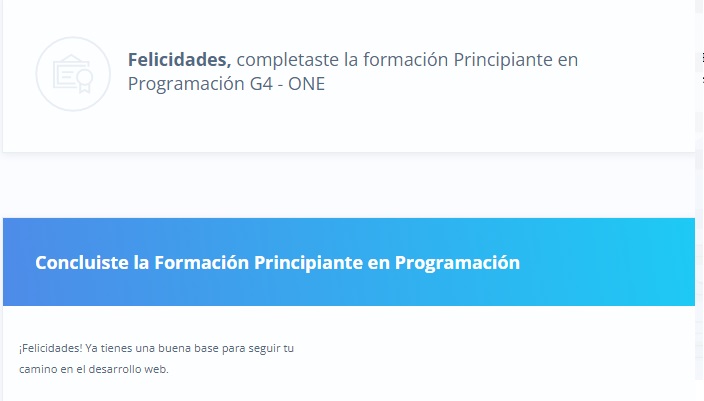 Felicidades, completaste la formación Principiante en
Programación G4 - ONE
Concluiste la Formación Principiante en Programación
¡Felicidades! Ya tienes una buena base para seguir tu
camino en el desarrollo web.